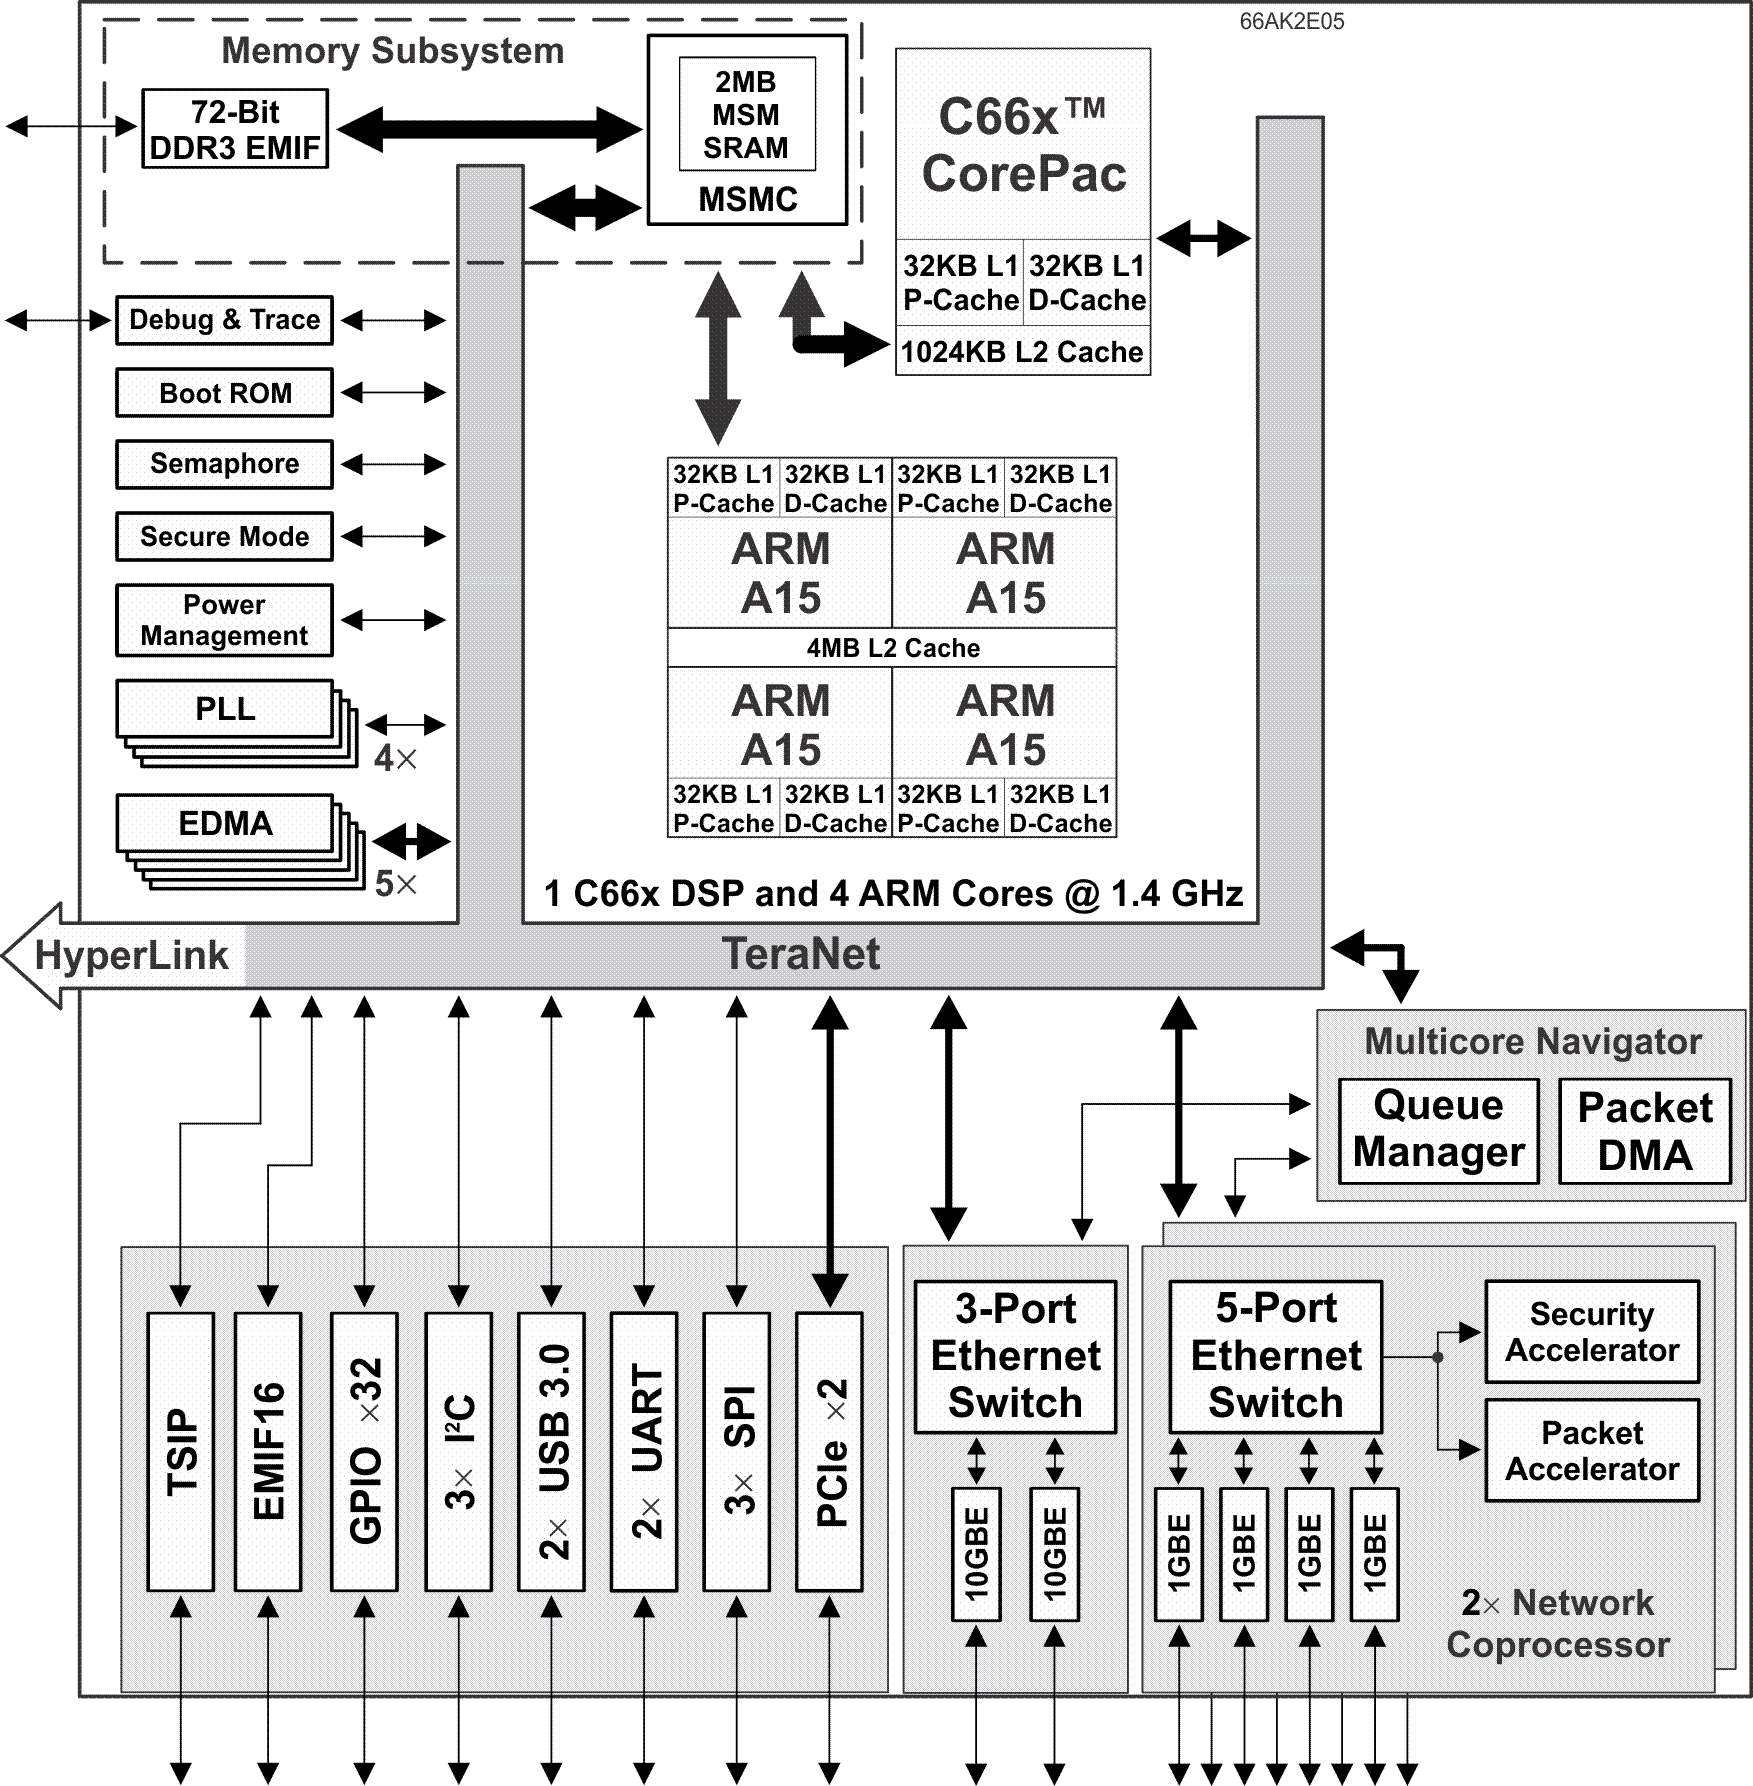 66AK2E05
Memory Subsystem
72-Bit
DDR3 EMIF
2MB
MSM
SRAM
MSMC
C66x™
CorePac
32KB L1
P-Cache
32KB L1
D-Cache
1024KB L2 Cache
Debug & Trace
Boot ROM
Semaphore
Secure Mode
Power
Management
PLL
4×
EDMA
5×
32KB L1
P-Cache
32KB L1
D-Cache
32KB L1
P-Cache
32KB L1
D-Cache
ARM
A15
ARM
A15
4MB L2 Cache
ARM
A15
ARM
A15
32KB L1
P-Cache
32KB L1
D-Cache
32KB L1
P-Cache
32KB L1
D-Cache
1 C66x DSP and 4 ARM Cores @ 1.4 GHz
HyperLink
TeraNet
Multicore Navigator
Queue
Manager
Packet
DMA
TSIP
EMIF16
GPIO ×32
3× I²C
2× USB 3.0
2× UART
3× SPI
PCIe ×2
3-Port
Ethernet
Switch
10GBE
10GBE
5-Port
Ethernet
Switch
1GBE
1GBE
1GBE
1GBE
Security
Accelerator
Packet
Accelerator
2× Network
Coprocessor